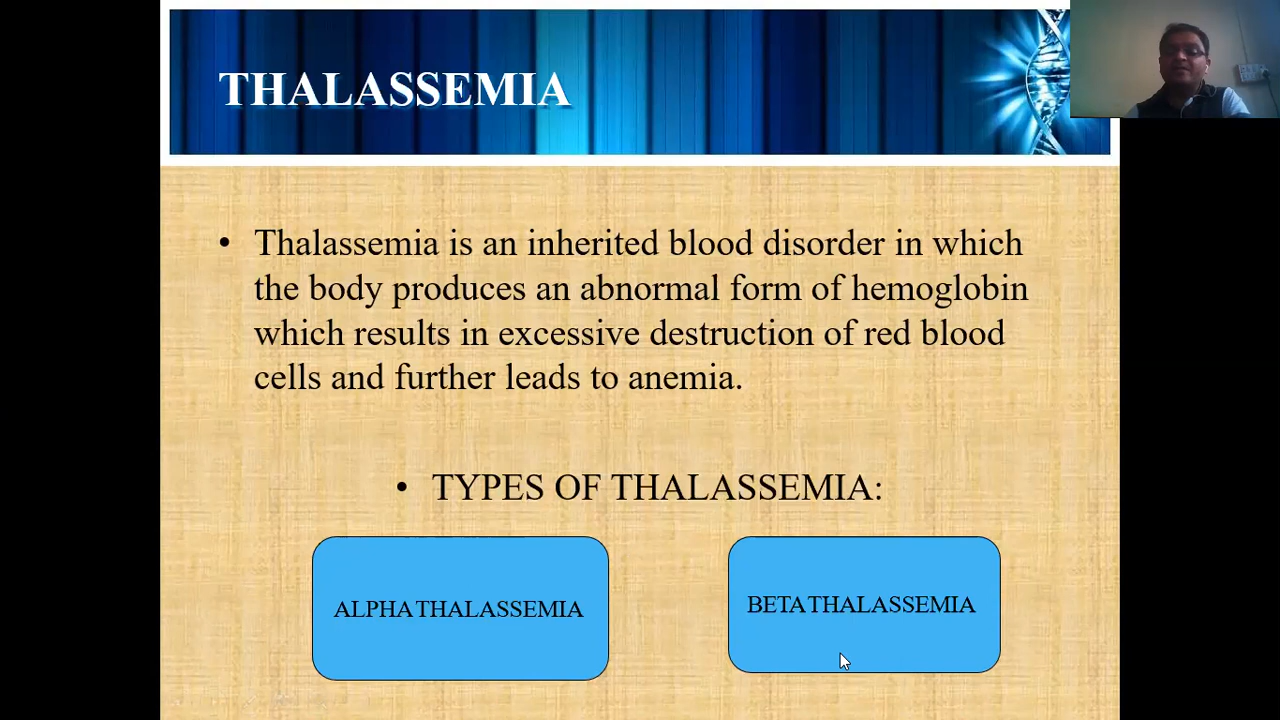 THALASSEMIA
• Thalassemia is an inherited blood disorder in which
the body produces an abnormal form of hemoglobin
which results in excessive destruction of red blood
cells and further leads to anemia.
• TYPES OF THALASSEMIA:
ALPHA THALASSEMIA
BETA THALASSEMIA